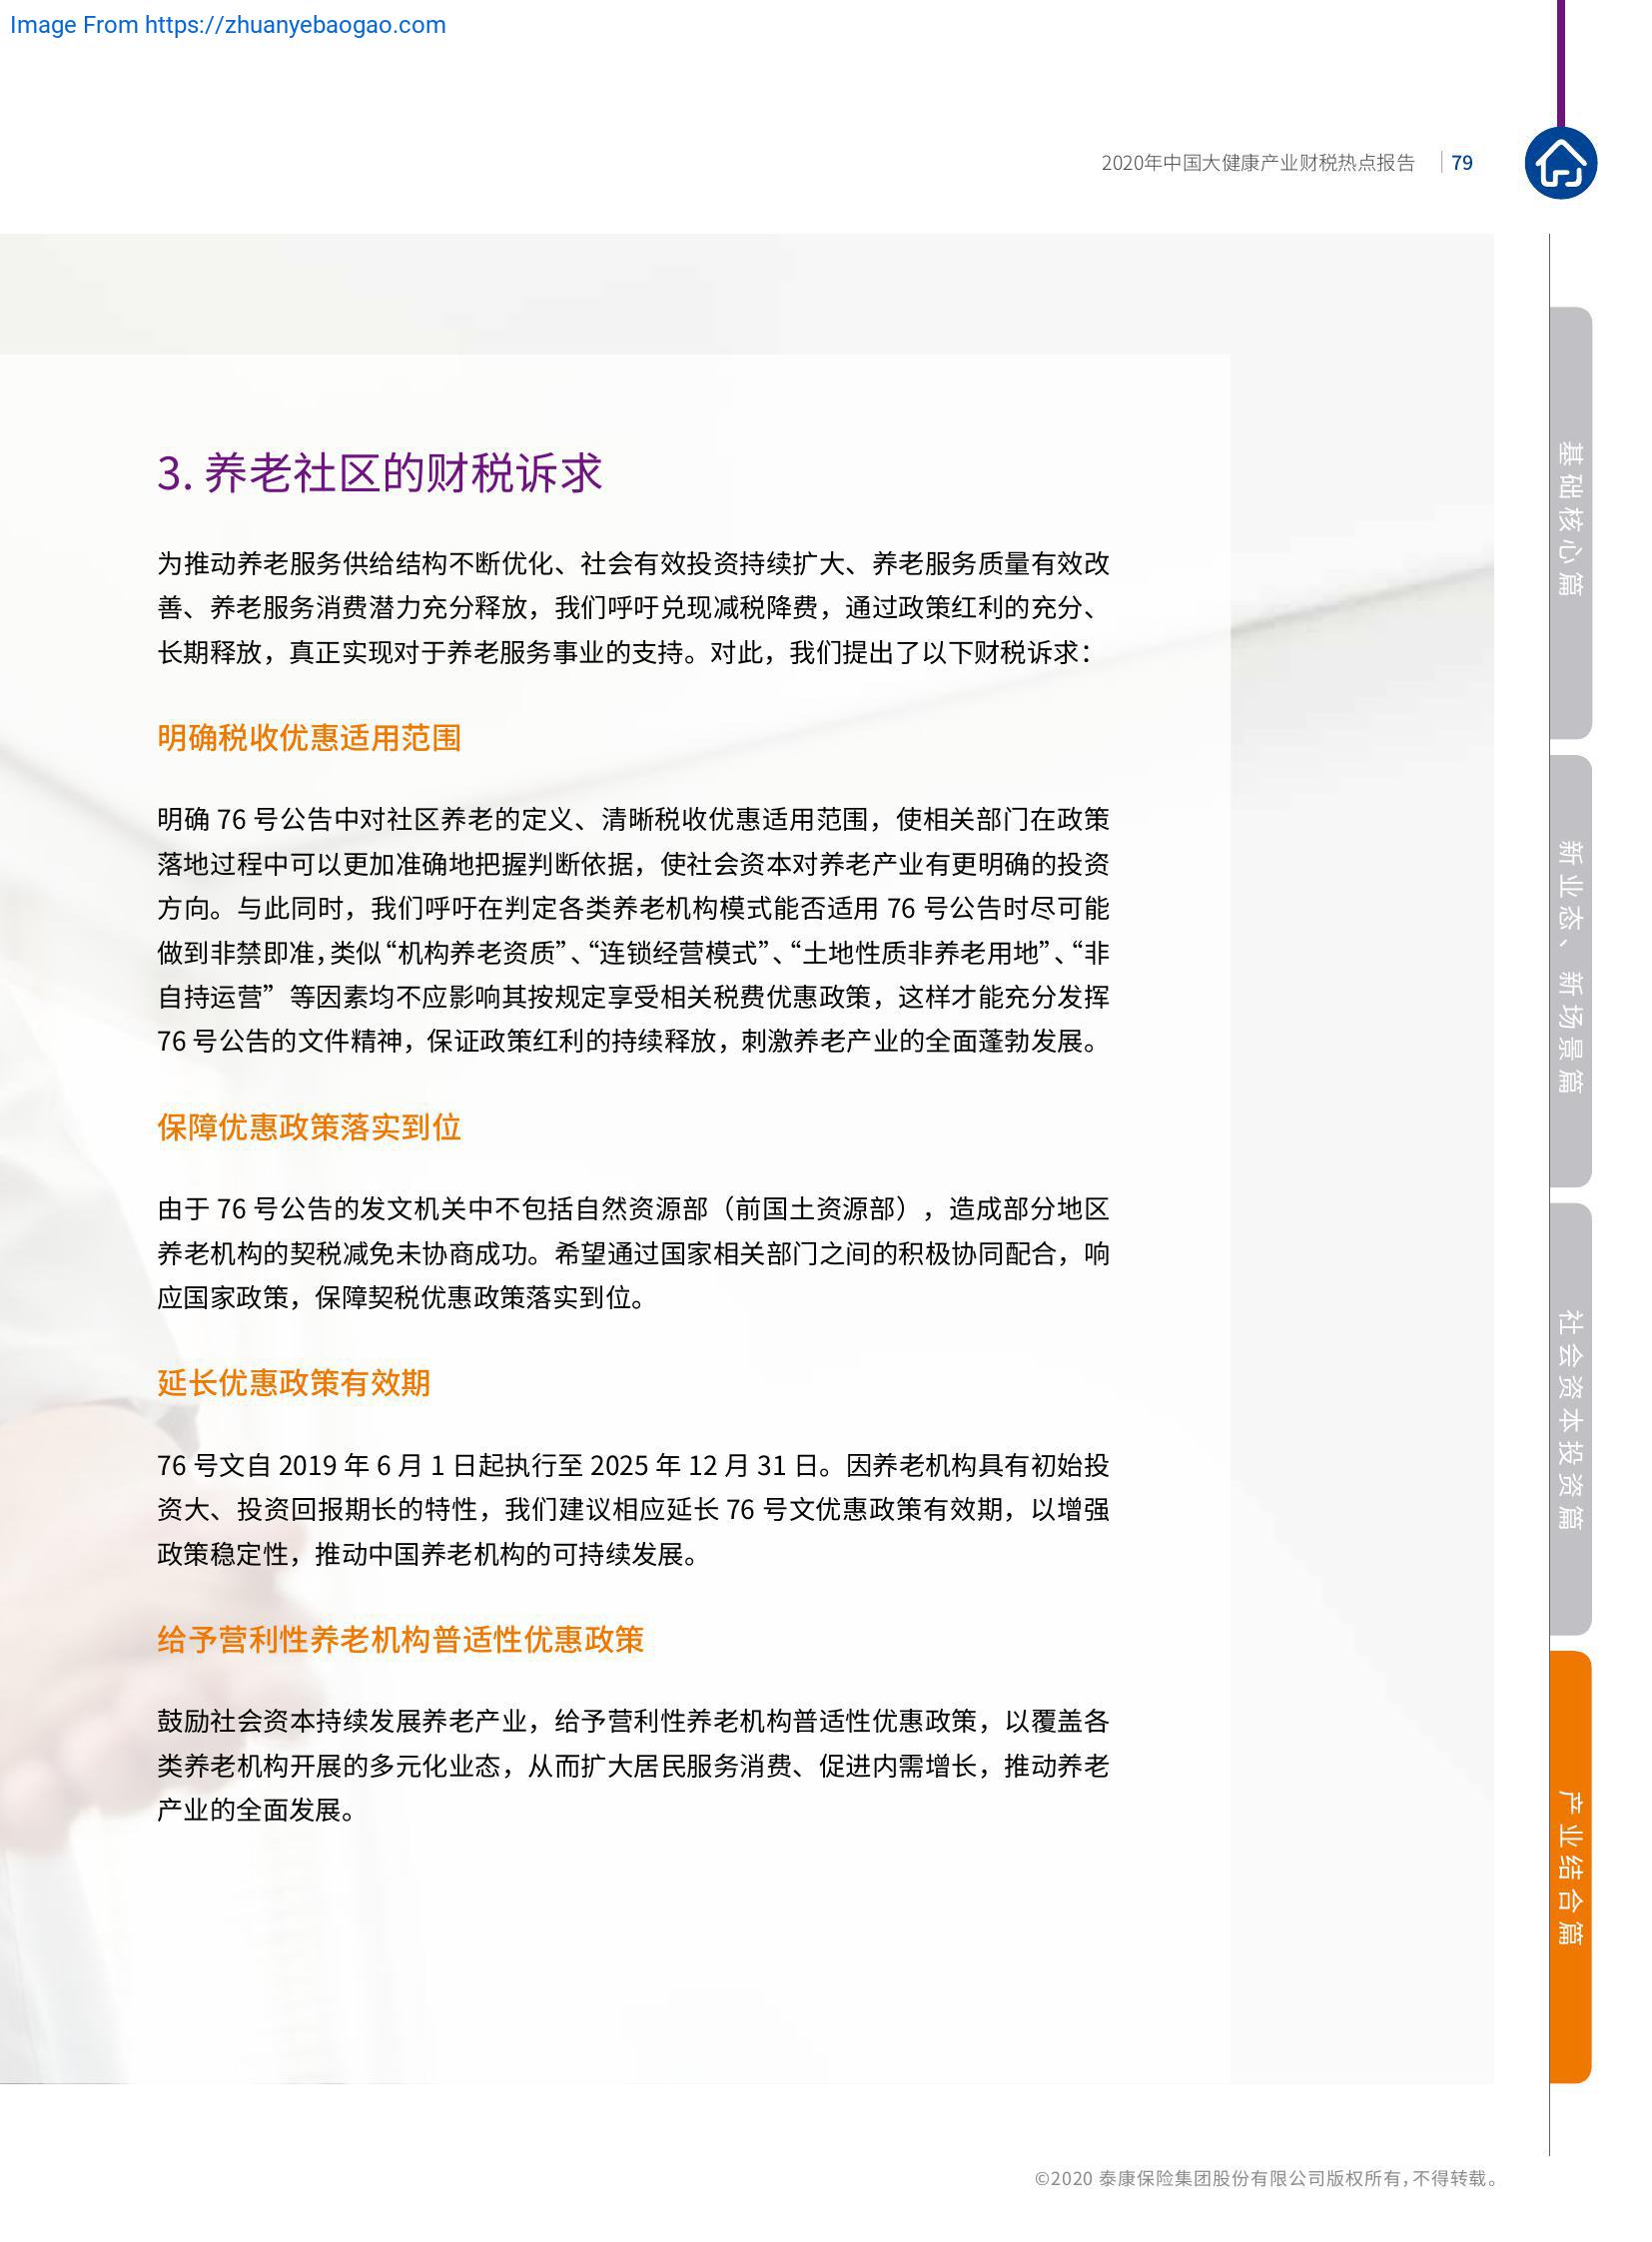 Image From https://zhuanyebaogao.com
2020年中国大健康产业财税热点报告 79
3. 养老社区的财税诉求
为推动养老服务供给结构不断优化、社会有效投资持续扩大、养老服务质量有效改
善、养老服务消费潜力充分释放，我们呼吁兑现减税降费，通过政策红利的充分、
长期释放，真正实现对于养老服务事业的支持。对此，我们提出了以下财税诉求：
明确税收优惠适用范围
明确 76 号公告中对社区养老的定义、清晰税收优惠适用范围，使相关部门在政策
落地过程中可以更加准确地把握判断依据，使社会资本对养老产业有更明确的投资
方向。与此同时，我们呼吁在判定各类养老机构模式能否适用 76 号公告时尽可能
做到非禁即准，类似“机构养老资质”、“连锁经营模式”、“土地性质非养老用地”、“非
自持运营”等因素均不应影响其按规定享受相关税费优惠政策，这样才能充分发挥
76 号公告的文件精神，保证政策红利的持续释放，刺激养老产业的全面蓬勃发展。
保障优惠政策落实到位
由于 76 号公告的发文机关中不包括自然资源部（前国土资源部），造成部分地区
养老机构的契税减免未协商成功。希望通过国家相关部门之间的积极协同配合，响
应国家政策，保障契税优惠政策落实到位。
延长优惠政策有效期
76 号文自 2019 年 6 月 1 日起执行至 2025 年 12 月 31 日。因养老机构具有初始投
资大、投资回报期长的特性，我们建议相应延长 76 号文优惠政策有效期，以增强
政策稳定性，推动中国养老机构的可持续发展。
给予营利性养老机构普适性优惠政策
鼓励社会资本持续发展养老产业，给予营利性养老机构普适性优惠政策，以覆盖各
类养老机构开展的多元化业态，从而扩大居民服务消费、促进内需增长，推动养老
产业的全面发展。
基础核心篇
新业态、新场景篇
社会资本投资篇
产业结合篇
©2020 泰康保险集团股份有限公司版权所有，不得转载。